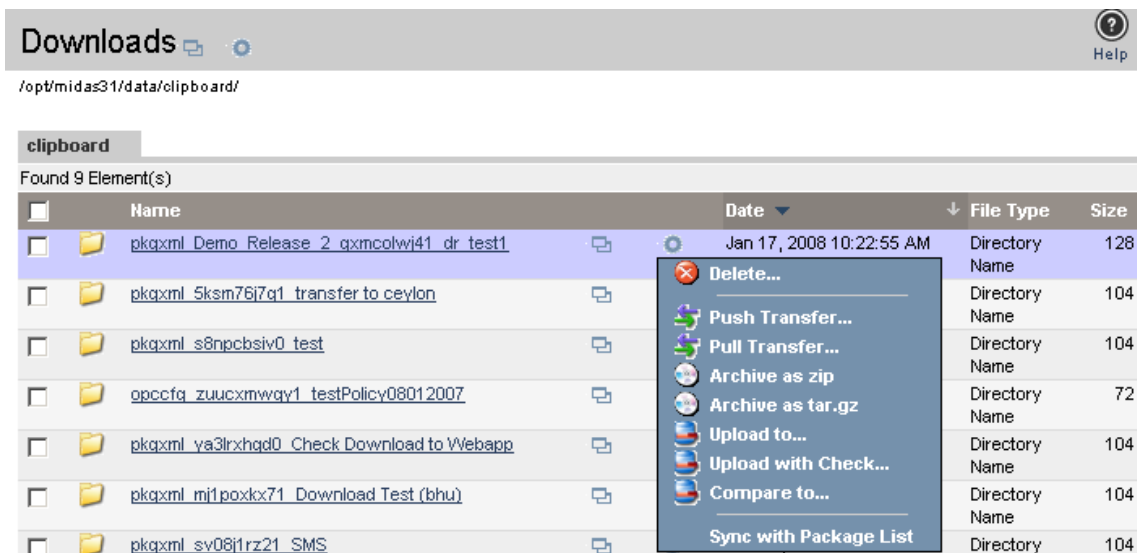 Downloads
Help
/opt/midas31/data/clipboard/
clipboard
Found 9 Element(s)
Name Date File Type Size
pkgxml_Demo_Release_2_qxmcolwj41_dr_test1 Jan 17, 2008 10:22:55 AM Directory Name 128
Delete...
pkgxml_5ksm76j7q1_transfer to ceylon Directory Name 104
Push Transfer...
pkgxml_s8npcbsiv0_test Pull Transfer... Directory Name 104
Archive as zip
opccfg_zuucxmwqy1_testPolicy08012007 Directory Name 72
Archive as tar.gz
pkgxml_ya3lrxhqd0_Check Download to Webapp Upload to... Directory Name 104
Upload with Check...
pkgxml_mj1poxkx71_Download Test (bhu) Compare to... Directory Name 104
pkgxml_sv08j1rz21_SMS Sync with Package List Directory 104